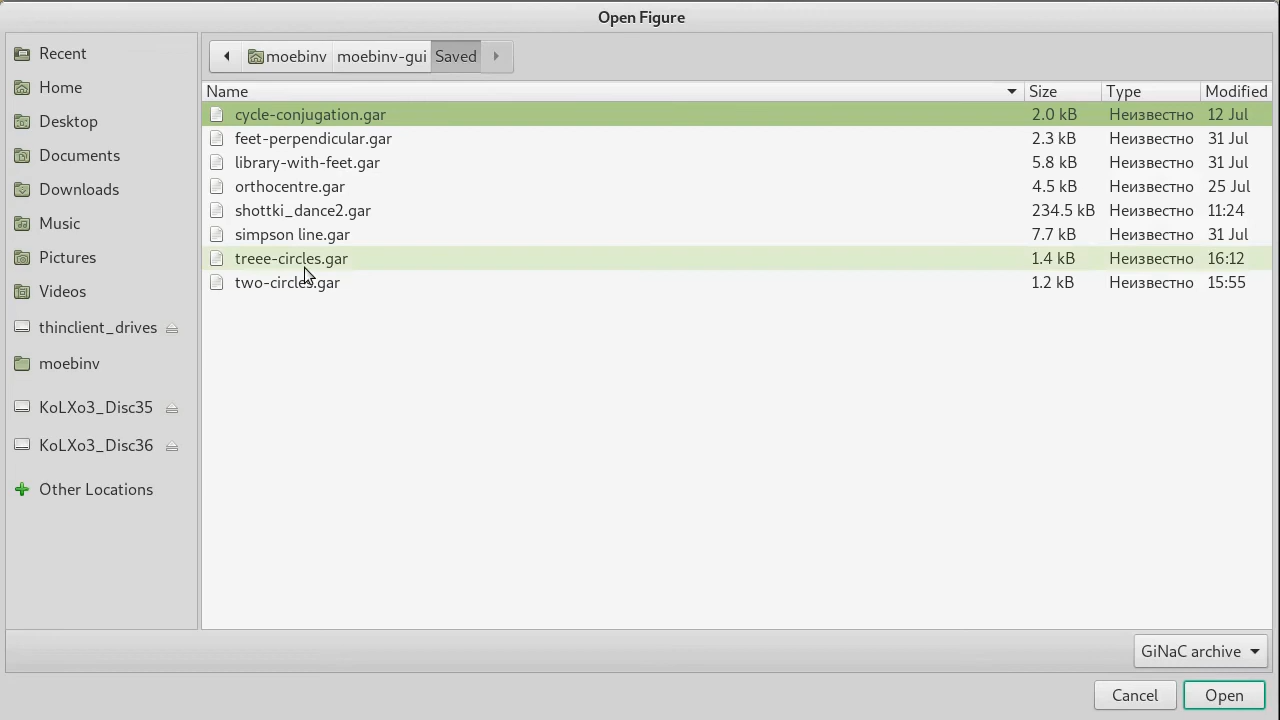 Open Figure
Recent
Home
Desktop
Documents
Downloads
Music
Pictures
Videos
thinclient_drives
moebinv
KoLXo3_Disc35
KoLXo3_Disc36
Other Locations
moebinv moebinv-gui Saved
Name Size Type Modified
cycle-conjugation.gar 2.0 kB Неизвестно 12 Jul
feet-perpendicular.gar 2.3 kB Неизвестно 31 Jul
library-with-feet.gar 5.8 kB Неизвестно 31 Jul
orthocentre.gar 4.5 kB Неизвестно 25 Jul
shottki_dance2.gar 234.5 kB Неизвестно 11:24
simpson line.gar 7.7 kB Неизвестно 31 Jul
treee-circles.gar 1.4 kB Неизвестно 16:12
two-circles.gar 1.2 kB Неизвестно 15:55
GiNaC archive
Cancel Open